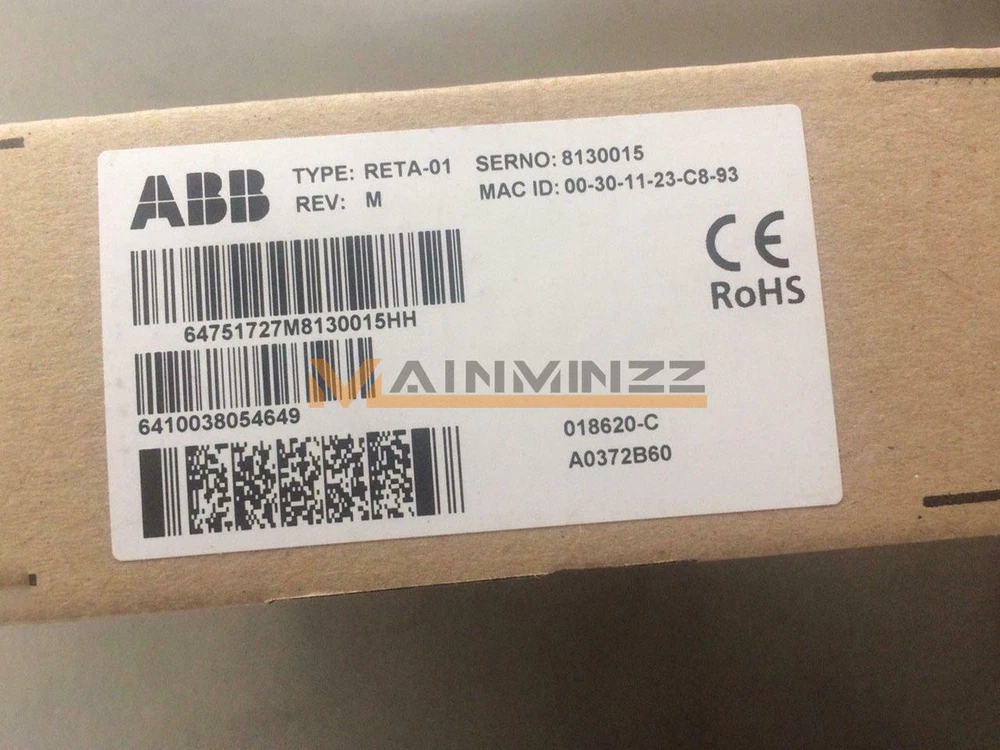 ABB
TYPE: RETA-01 SERNO: 8130015
REV: M MAC ID: 00-30-11-23-C8-93
CE
RoHS
64751727M8130015HH
MAINMINZZ
6410038054649
018620-C
A0372B60